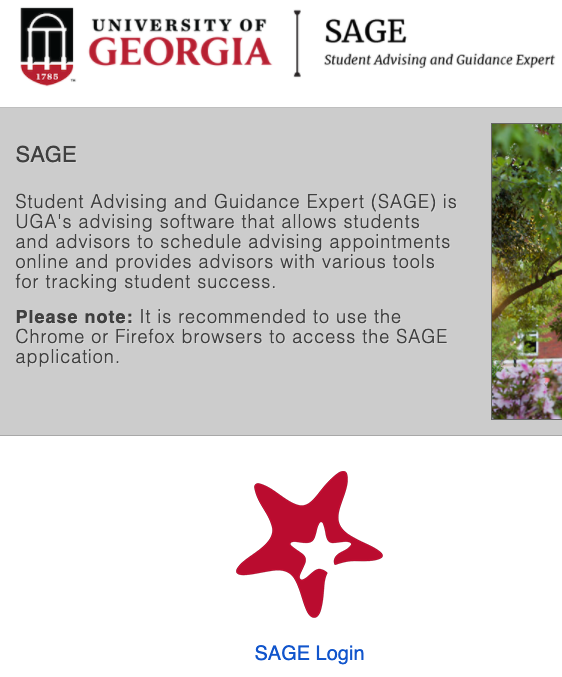 UNIVERSITY OF
GEORGIA
1785
™
SAGE
Student Advising and Guidance Expert
SAGE
Student Advising and Guidance Expert (SAGE) is
UGA's advising software that allows students
and advisors to schedule advising appointments
online and provides advisors with various tools
for tracking student success.
Please note: It is recommended to use the
Chrome or Firefox browsers to access the SAGE
application.
SAGE Login